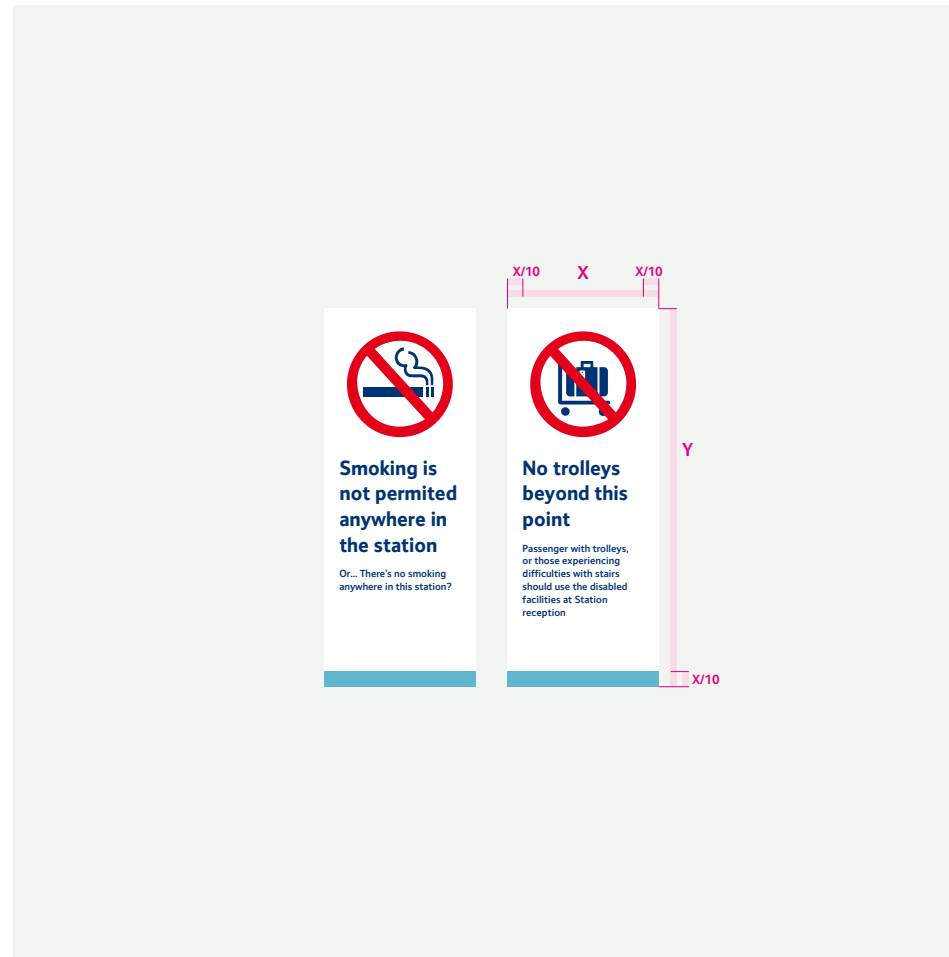 X/10
X
X/10
Smoking is
not permited
anywhere in
the station
Or... There's no smoking
anywhere in this station?
No trolleys
beyond this
point
Passenger with trolleys,
or those experiencing
difficulties with stairs
should use the disabled
facilities at Station
reception
Y
X/10